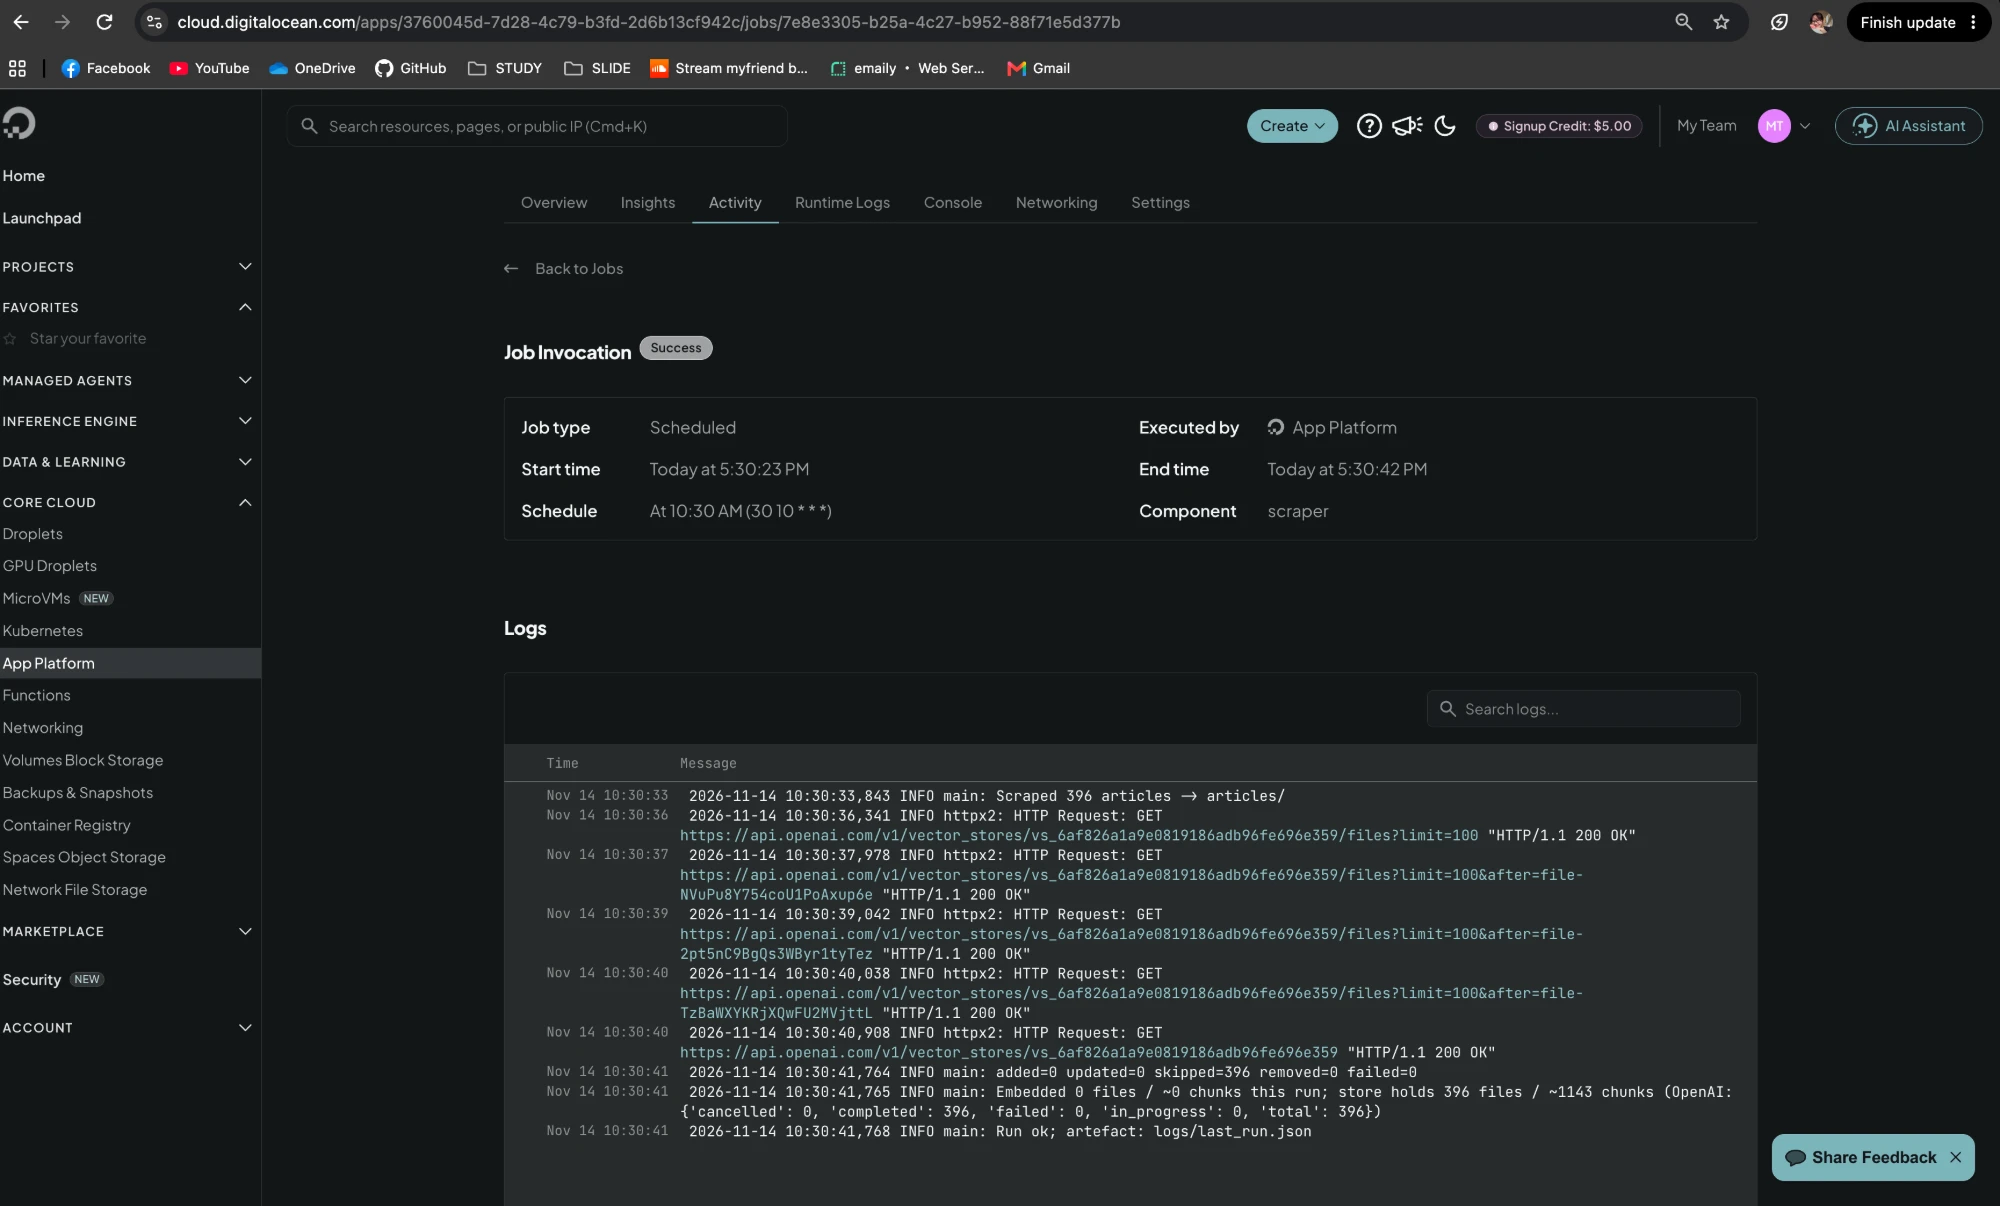 cloud.digitalocean.com/apps/3760045d-7d28-4c79-b3fd-2d6b13cf942c/jobs/7e8e3305-b25a-4c27-b952-88f71e5d377b
Finish update
Facebook
YouTube
OneDrive
GitHub
STUDY
SLIDE
Stream myfriend b...
emaily • Web Ser...
Gmail
Search resources, pages, or public IP (Cmd+K)
Create
Signup Credit: $5.00
My Team
MT
AI Assistant
Home
Launchpad
PROJECTS
FAVORITES
Star your favorite
MANAGED AGENTS
INFERENCE ENGINE
DATA & LEARNING
CORE CLOUD
Droplets
GPU Droplets
MicroVMs NEW
Kubernetes
App Platform
Functions
Networking
Volumes Block Storage
Backups & Snapshots
Container Registry
Spaces Object Storage
Network File Storage
MARKETPLACE
Security NEW
ACCOUNT
Overview Insights Activity Runtime Logs Console Networking Settings
← Back to Jobs
Job Invocation Success
Job type Scheduled Executed by App Platform
Start time Today at 5:30:23 PM End time Today at 5:30:42 PM
Schedule At 10:30 AM (30 10 * * *) Component scraper
Logs
Search logs...
Time Message
Nov 14 10:30:33 2026-11-14 10:30:33,843 INFO main: Scraped 396 articles → articles/
Nov 14 10:30:36 2026-11-14 10:30:36,341 INFO httpx2: HTTP Request: GET
https://api.openai.com/v1/vector_stores/vs_6af826a1a9e0819186adb96fe696e359/files?limit=100 "HTTP/1.1 200 OK"
Nov 14 10:30:37 2026-11-14 10:30:37,978 INFO httpx2: HTTP Request: GET
https://api.openai.com/v1/vector_stores/vs_6af826a1a9e0819186adb96fe696e359/files?limit=100&after=file-
NVuPu8Y754coU1PoAxup6e "HTTP/1.1 200 OK"
Nov 14 10:30:39 2026-11-14 10:30:39,042 INFO httpx2: HTTP Request: GET
https://api.openai.com/v1/vector_stores/vs_6af826a1a9e0819186adb96fe696e359/files?limit=100&after=file-
2pt5nC9BgQs3WByr1tyTez "HTTP/1.1 200 OK"
Nov 14 10:30:40 2026-11-14 10:30:40,038 INFO httpx2: HTTP Request: GET
https://api.openai.com/v1/vector_stores/vs_6af826a1a9e0819186adb96fe696e359/files?limit=100&after=file-
TzBaWXYKRjXQwFU2MVjttL "HTTP/1.1 200 OK"
Nov 14 10:30:40 2026-11-14 10:30:40,908 INFO httpx2: HTTP Request: GET
https://api.openai.com/v1/vector_stores/vs_6af826a1a9e0819186adb96fe696e359 "HTTP/1.1 200 OK"
Nov 14 10:30:41 2026-11-14 10:30:41,764 INFO main: added=0 updated=0 skipped=396 removed=0 failed=0
Nov 14 10:30:41 2026-11-14 10:30:41,765 INFO main: Embedded 0 files / ~0 chunks this run; store holds 396 files / ~1143 chunks (OpenAI:
{'cancelled': 0, 'completed': 396, 'failed': 0, 'in_progress': 0, 'total': 396})
Nov 14 10:30:41 2026-11-14 10:30:41,768 INFO main: Run ok; artefact: logs/last_run.json
Share Feedback